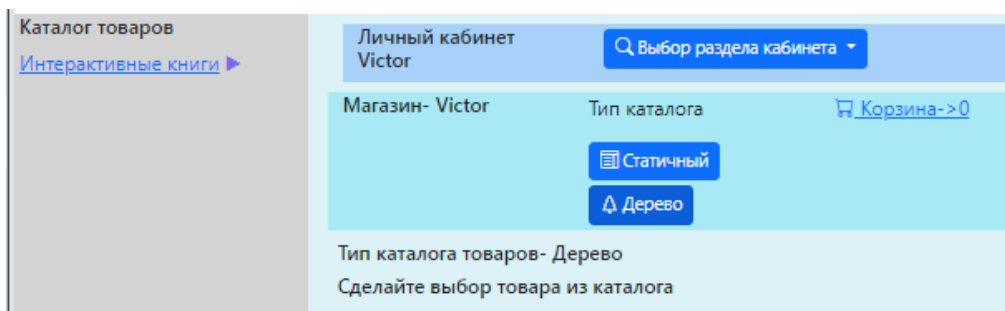 Каталог товаров
Интерактивные книги
Личный кабинет
Victor
Выбор раздела кабинета
Магазин- Victor
Тип каталога
Корзина->0
Статичный
Дерево
Тип каталога товаров- Дерево
Сделайте выбор товара из каталога